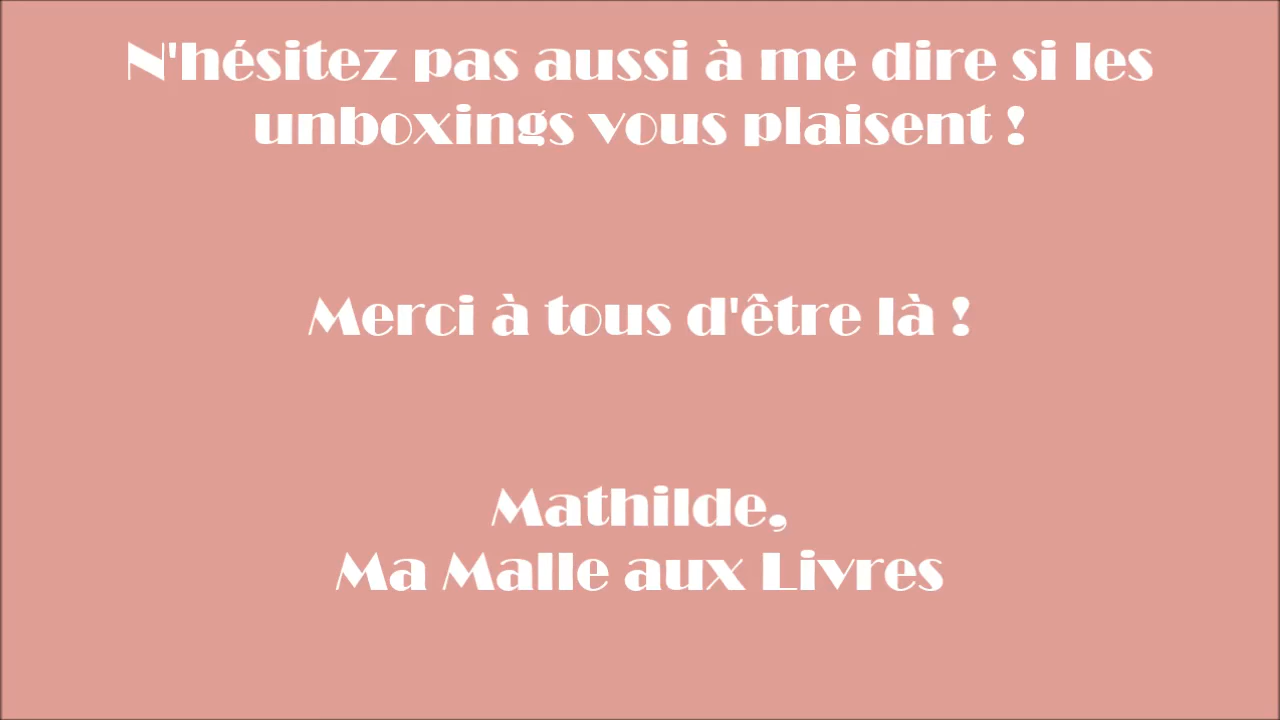 N'hésitez pas aussi à me dire si les
unboxings vous plaisent !
Merci à tous d'être là !
Mathilde,
Ma Malle aux Livres